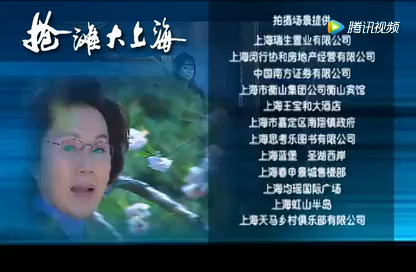 抢滩大上海
拍摄场景提供
腾讯视频
上海瑞生置业有限公司
上海闵行协和房地产经营有限公司
中国南方证券有限公司
上海市衡山集团公司衡山宾馆
上海王宝和大酒店
上海市嘉定区南翔镇政府
上海思考乐图书有限公司
上海蓝堡 圣湖西岸
上海春申景城售楼部
上海均瑶国际广场
上海虹山半岛
上海天马乡村俱乐部有限公司